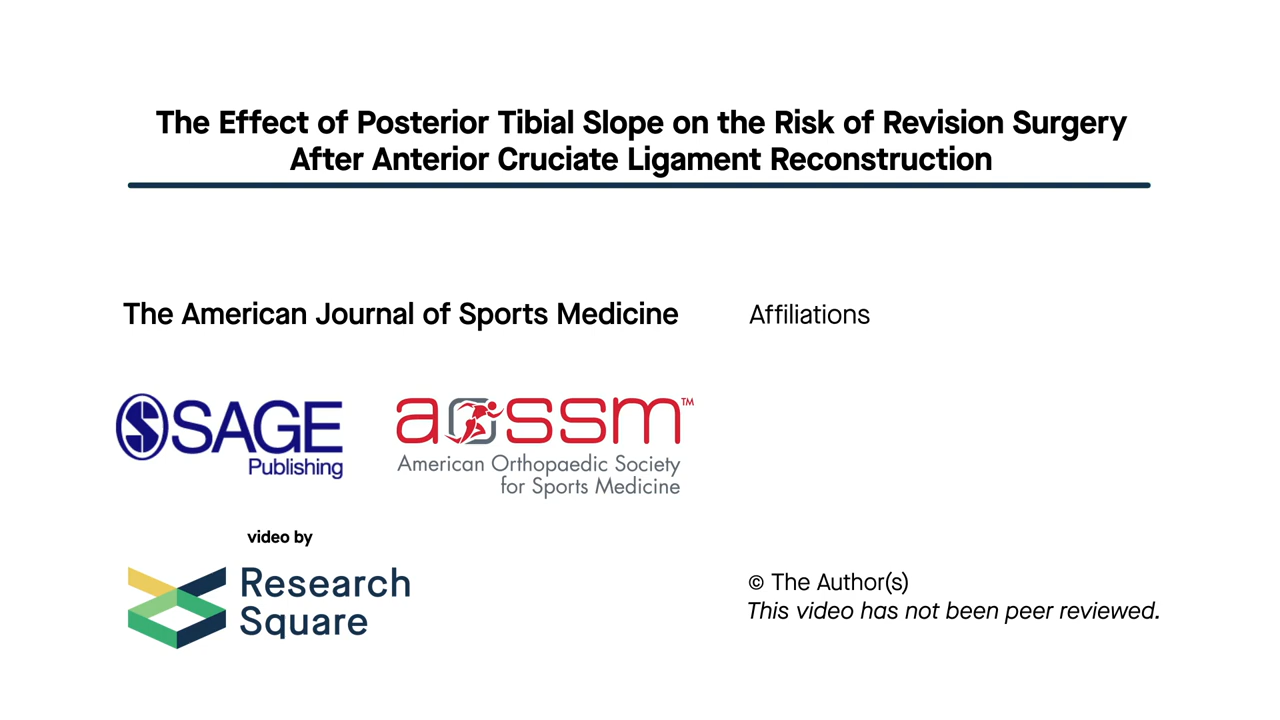 The Effect of Posterior Tibial Slope on the Risk of Revision Surgery
After Anterior Cruciate Ligament Reconstruction
The American Journal of Sports Medicine
Affiliations
SAGE
Publishing
aossm™
American Orthopaedic Society
for Sports Medicine
video by
Research
Square
© The Author(s)
This video has not been peer reviewed.